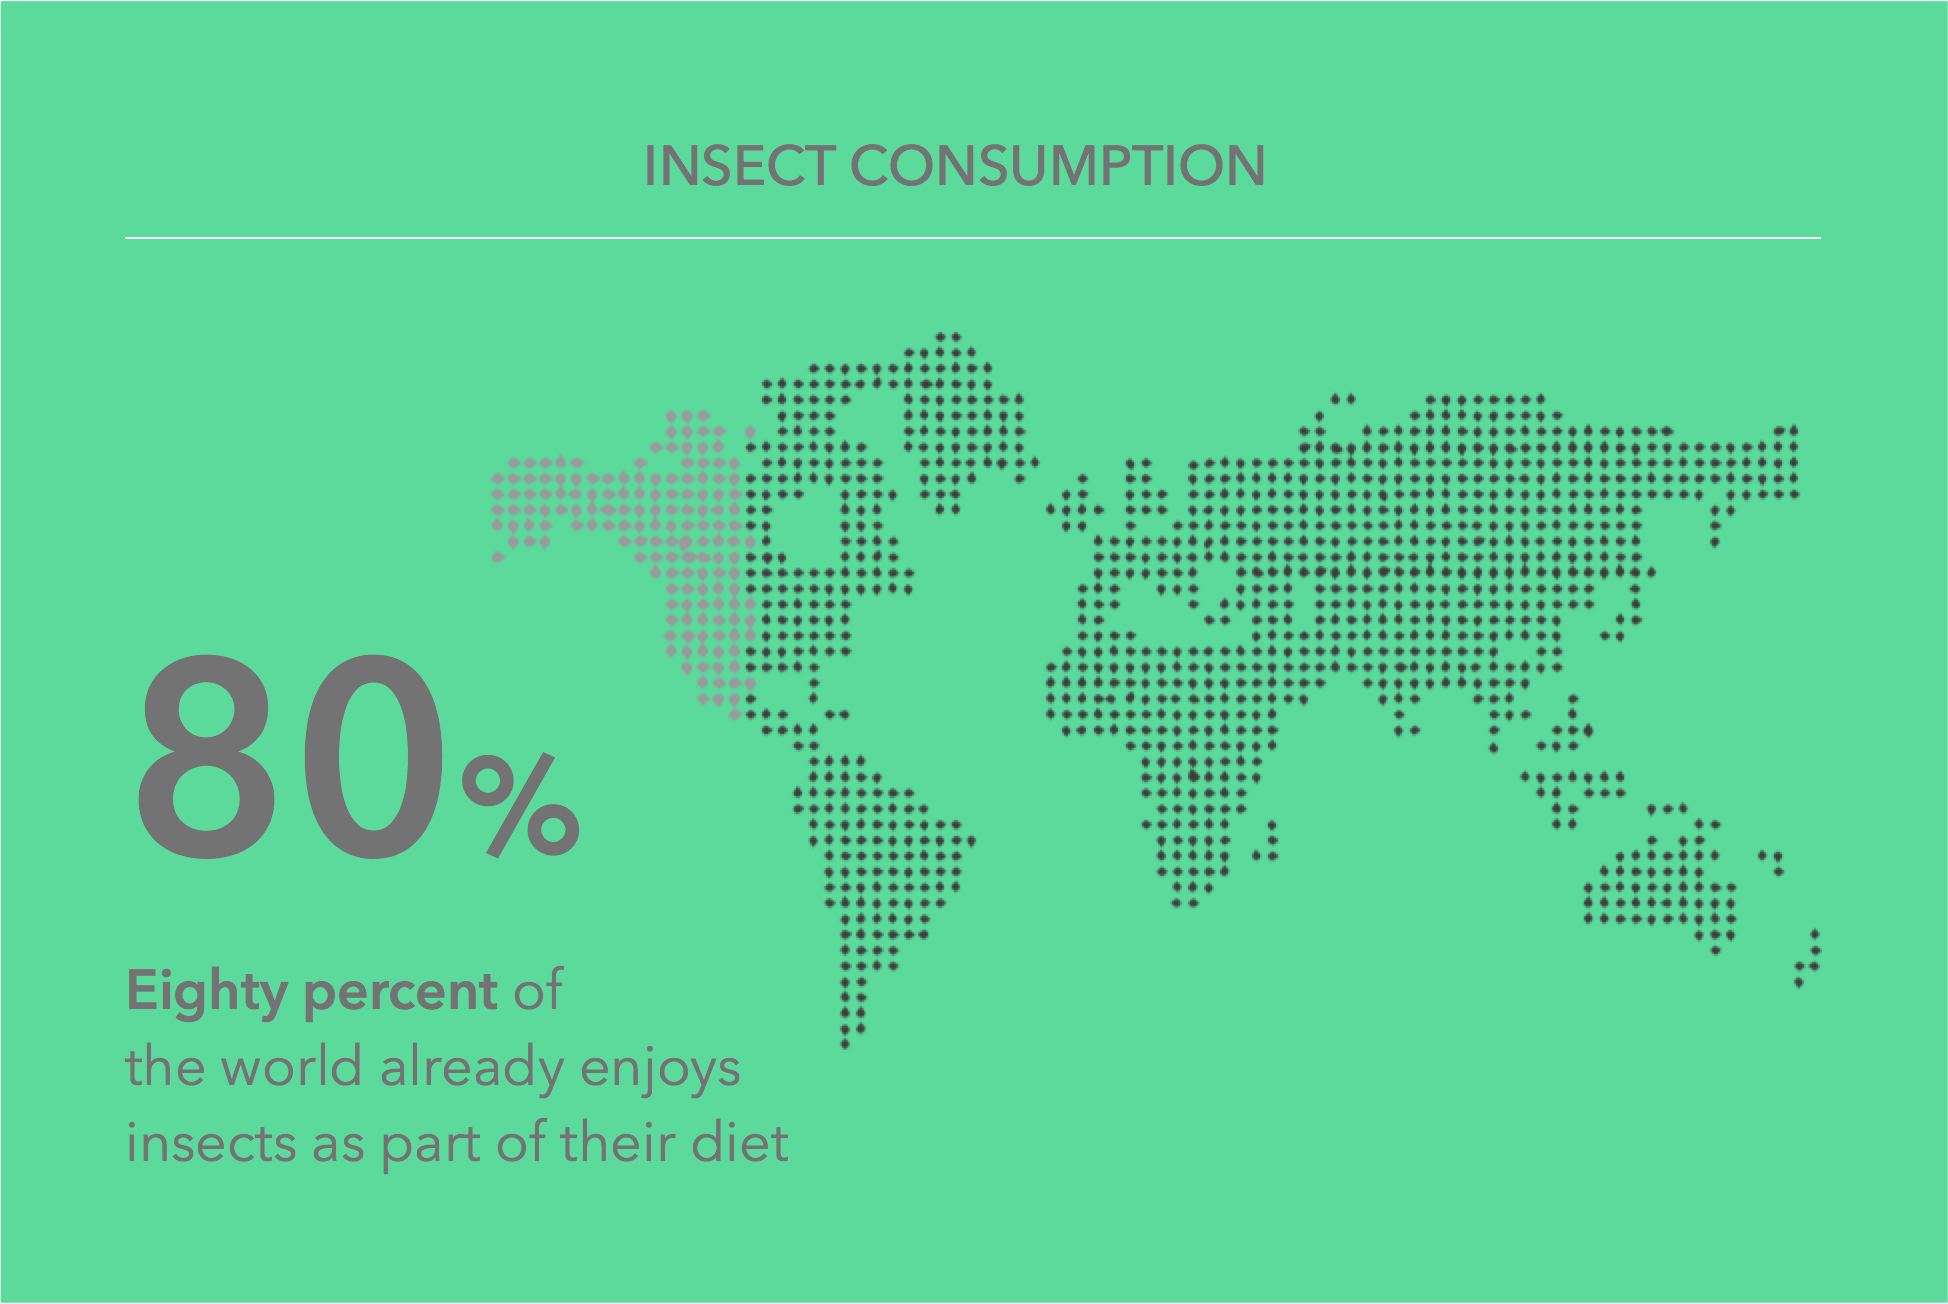 INSECT CONSUMPTION
80%
Eighty percent of
the world already enjoys
insects as part of their diet